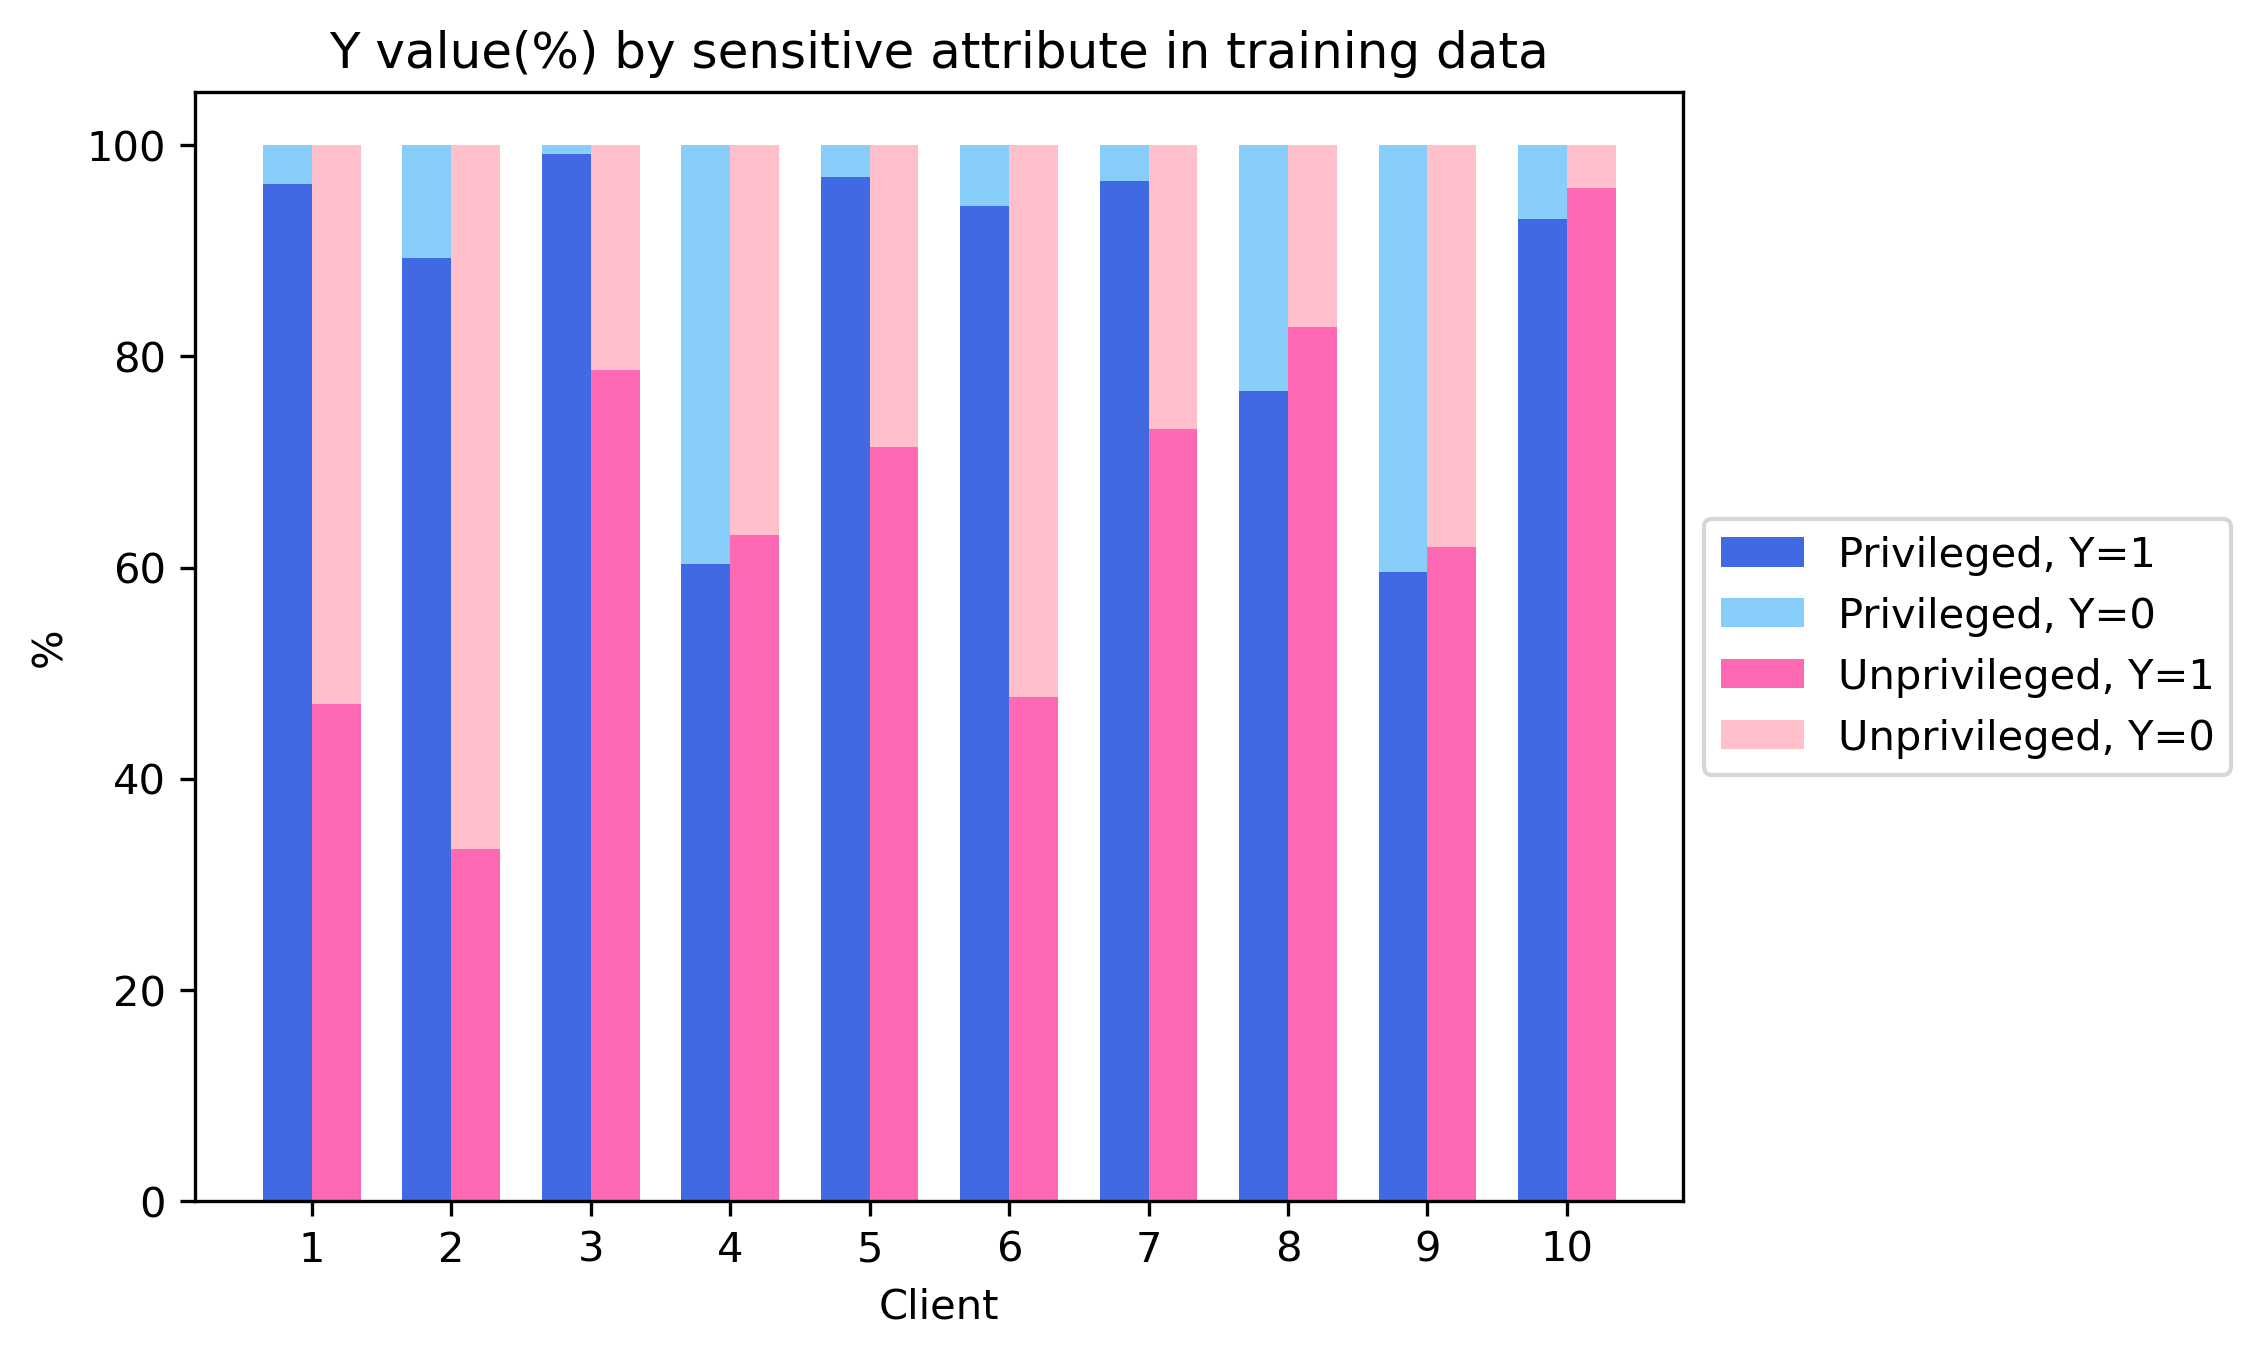 Y value(%) by sensitive attribute in training data
100
80
60
40
20
0
%
1 2 3 4 5 6 7 8 9 10
Client
Privileged, Y=1
Privileged, Y=0
Unprivileged, Y=1
Unprivileged, Y=0